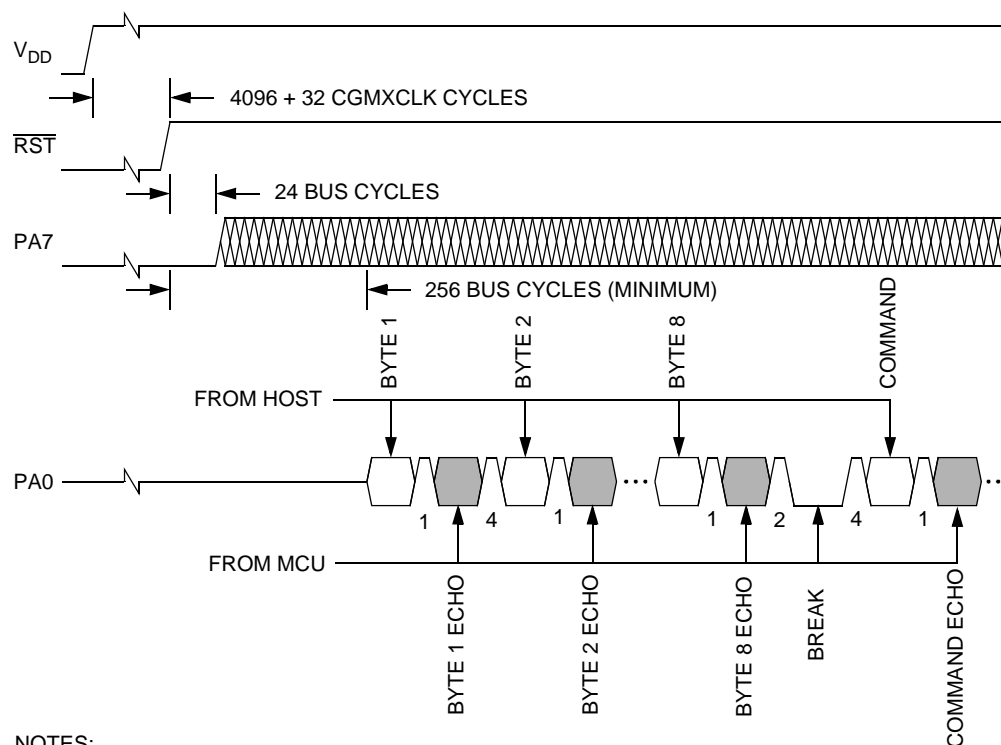 VDD
4096 + 32 CGMXCLK CYCLES
RST
24 BUS CYCLES
PA7
256 BUS CYCLES (MINIMUM)
BYTE 1
BYTE 2
BYTE 8
COMMAND
FROM HOST
PA0
1
4
1
1
2
4
1
FROM MCU
BYTE 1 ECHO
BYTE 2 ECHO
BYTE 8 ECHO
BREAK
COMMAND ECHO
NOTES: